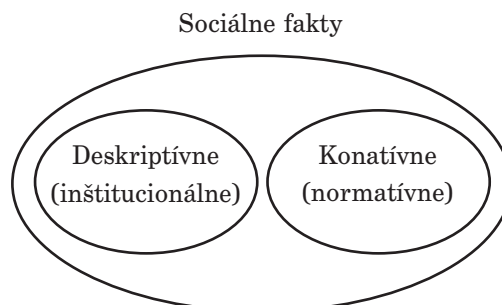 Sociálne fakty
Deskriptívne
(inštitucionálne)
Konatívne
(normatívne)